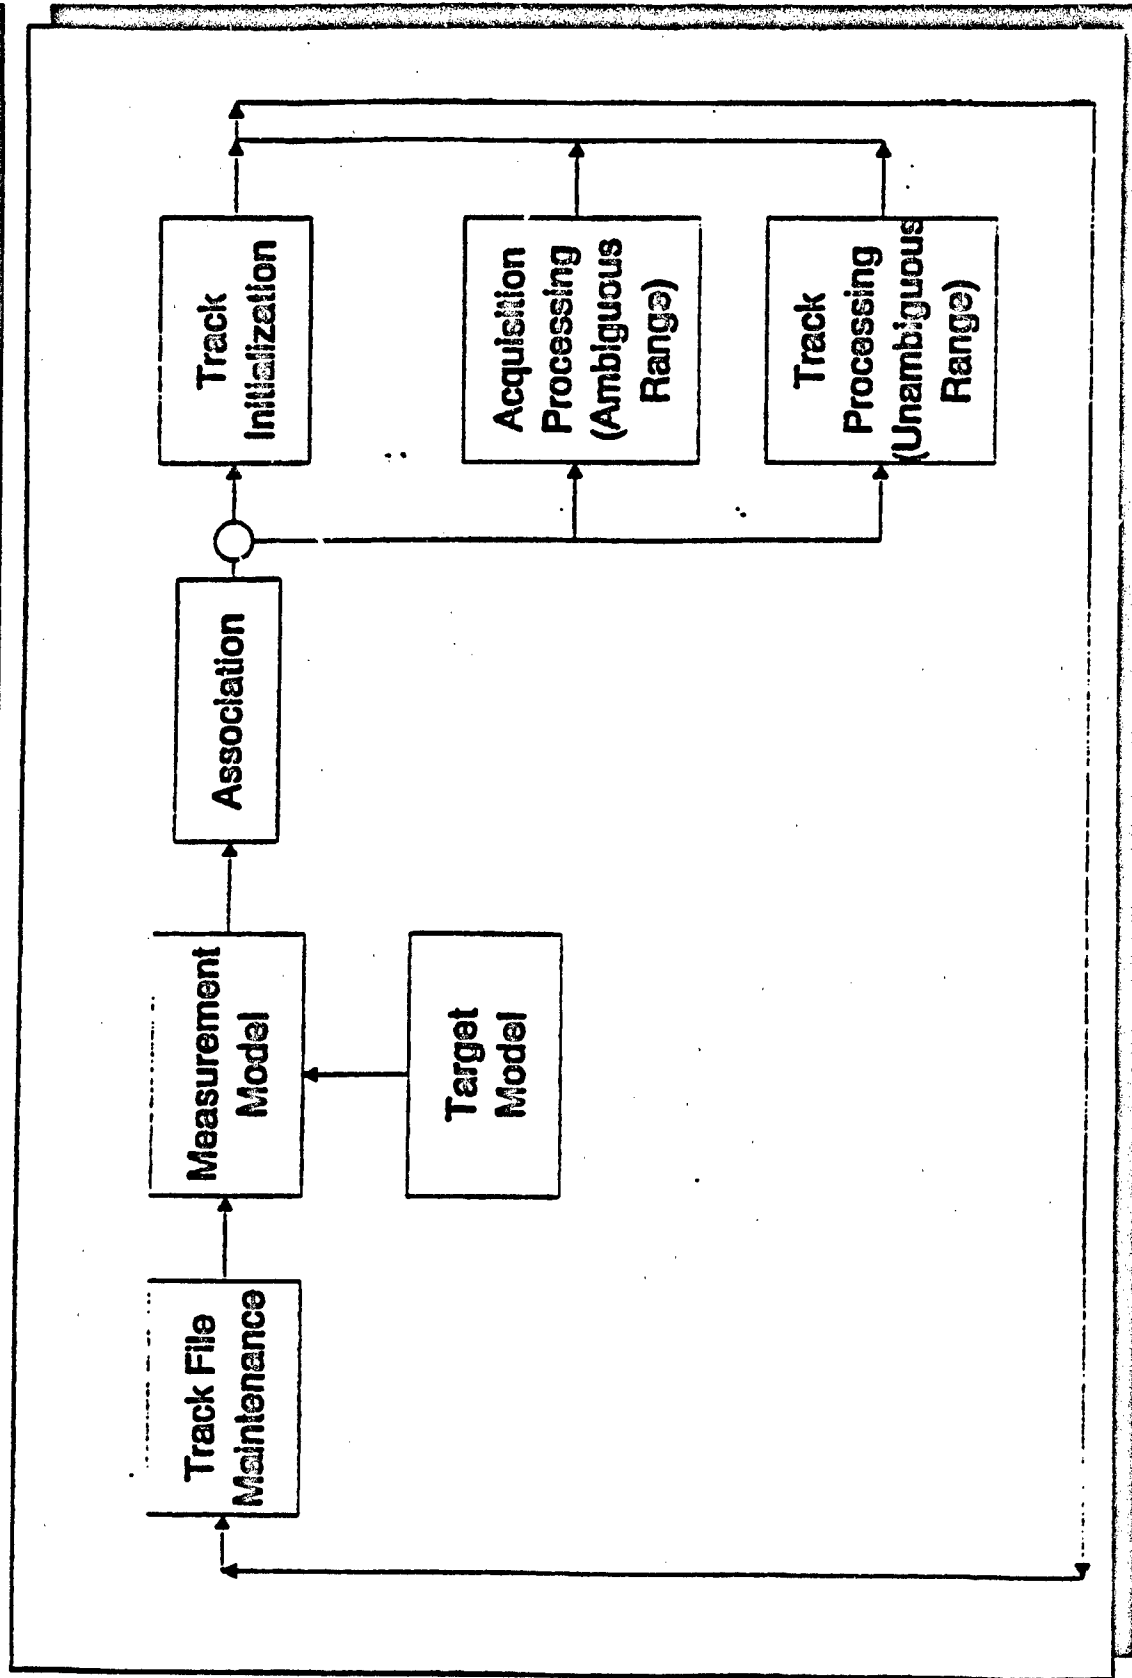 Track File
Maintenance
Measurement
Model
Target
Model
Association
Track
Initialization
Acquisition
Processing
(Ambiguous
Range)
Track
Processing
(Unambiguous
Range)